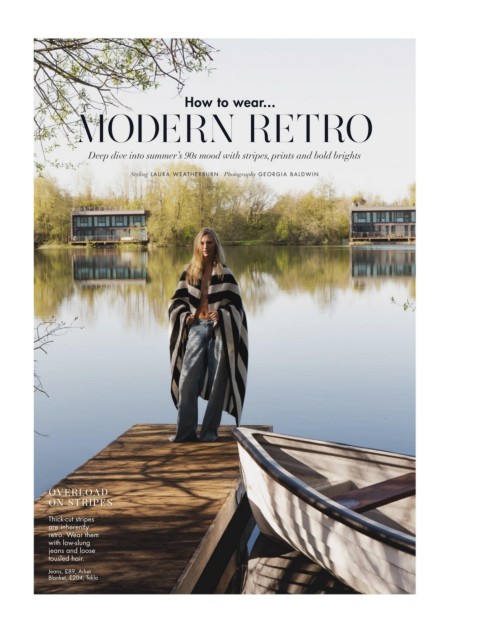 How to wear...
MODERN RETRO
Deep dive into summer's 90s mood with stripes, prints and bold brights
Styling LAURA WEATHERBURN Photography GEORGIA BALDWIN
OVERLOAD
ON STRIPES
Thick-cut stripes
are inherently
retro. Wear them
with low-slung
jeans and loose
tousled hair.
Jeans, £89, Arket
Blanket, £204, Tekla